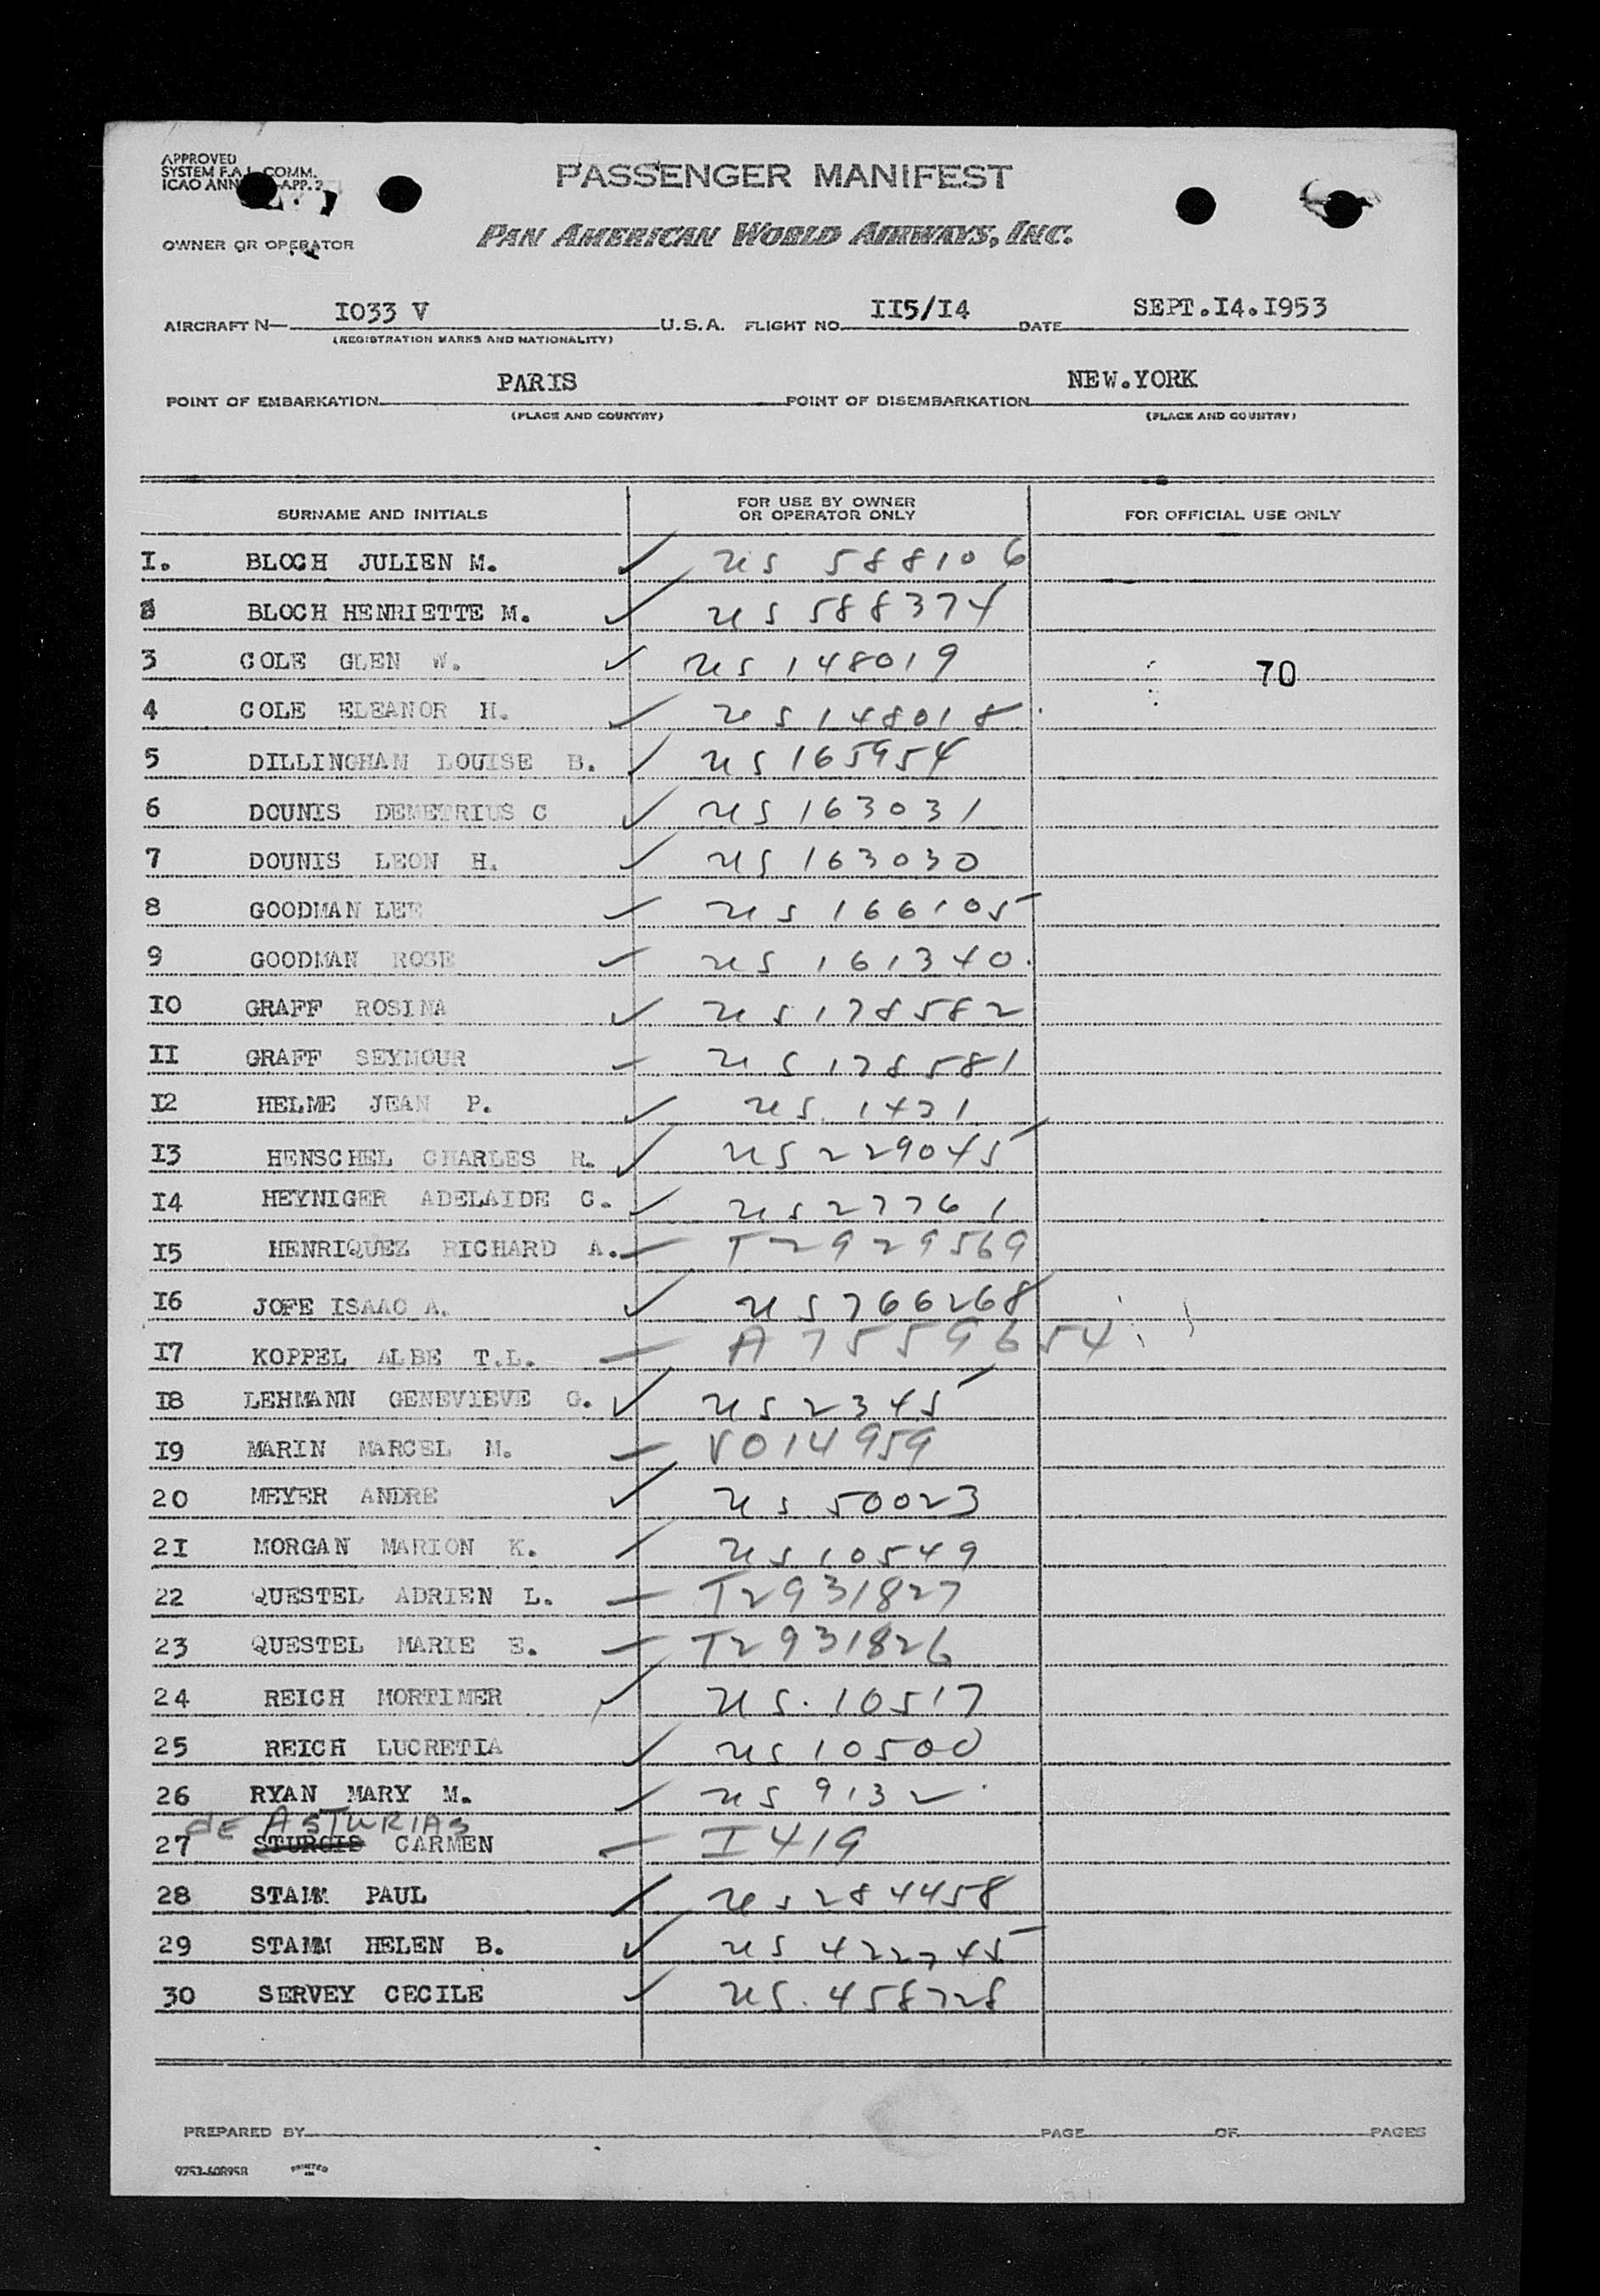 APPROVED
SYSTEM F.A.L. COMM.
ICAO ANN APP. 2
PASSENGER MANIFEST
OWNER OR OPERATOR PAN AMERICAN WORLD AIRWAYS, INC.
AIRCRAFT N— I033 V U.S.A. FLIGHT NO. II5/I4 DATE SEPT.I4.I953
(REGISTRATION MARKS AND NATIONALITY)
POINT OF EMBARKATION PARIS POINT OF DISEMBARKATION NEW.YORK
(PLACE AND COUNTRY) (PLACE AND COUNTRY)
SURNAME AND INITIALS FOR USE BY OWNER OR OPERATOR ONLY FOR OFFICIAL USE ONLY
I. BLOCH JULIEN M. ✓ US 588106
BLOCH HENRIETTE M. ✓ US 588374
3 COLE GLEN W. ✓ US 148019 70
4 COLE ELEANOR H. ✓ US 148018
5 DILLINGHAM LOUISE B. ✓ US 165954
6 DOUNIS DEMETRIUS C ✓ US 163031
7 DOUNIS LEON H. ✓ US 163030
8 GOODMAN LEE ✓ US 166105
9 GOODMAN ROSE ✓ US 161340
I0 GRAFF ROSINA ✓ US 178582
II GRAFF SEYMOUR ✓ US 178581
I2 HELME JEAN P. ✓ US 1431
I3 HENSCHEL CHARLES R. ✓ US 229045
I4 HEYNIGER ADELAIDE C. ✓ US 27761
I5 HENRIQUEZ RICHARD A. — T2929569
I6 JOFE ISAAC A. ✓ US 766268
I7 KOPPEL ALBE T.L. — A7559654
I8 LEHMANN GENEVIEVE G. ✓ US 2345
I9 MARIN MARCEL M. — V014959
20 MEYER ANDRE ✓ US 50023
2I MORGAN MARION K. ✓ US 10549
22 QUESTEL ADRIEN L. — T2931827
23 QUESTEL MARIE E. — T2931826
24 REICH MORTIMER ✓ US. 10517
25 REICH LUCRETIA ✓ US 10500
26 RYAN MARY M. ✓ US 9132
dE ASTURIAS
27 STURGIS CARMEN — I419
28 STAMM PAUL ✓ US 284458
29 STAMM HELEN B. ✓ US 422745
30 SERVEY CECILE ✓ US. 458728
PREPARED BY PAGE OF PAGES
PRINTED